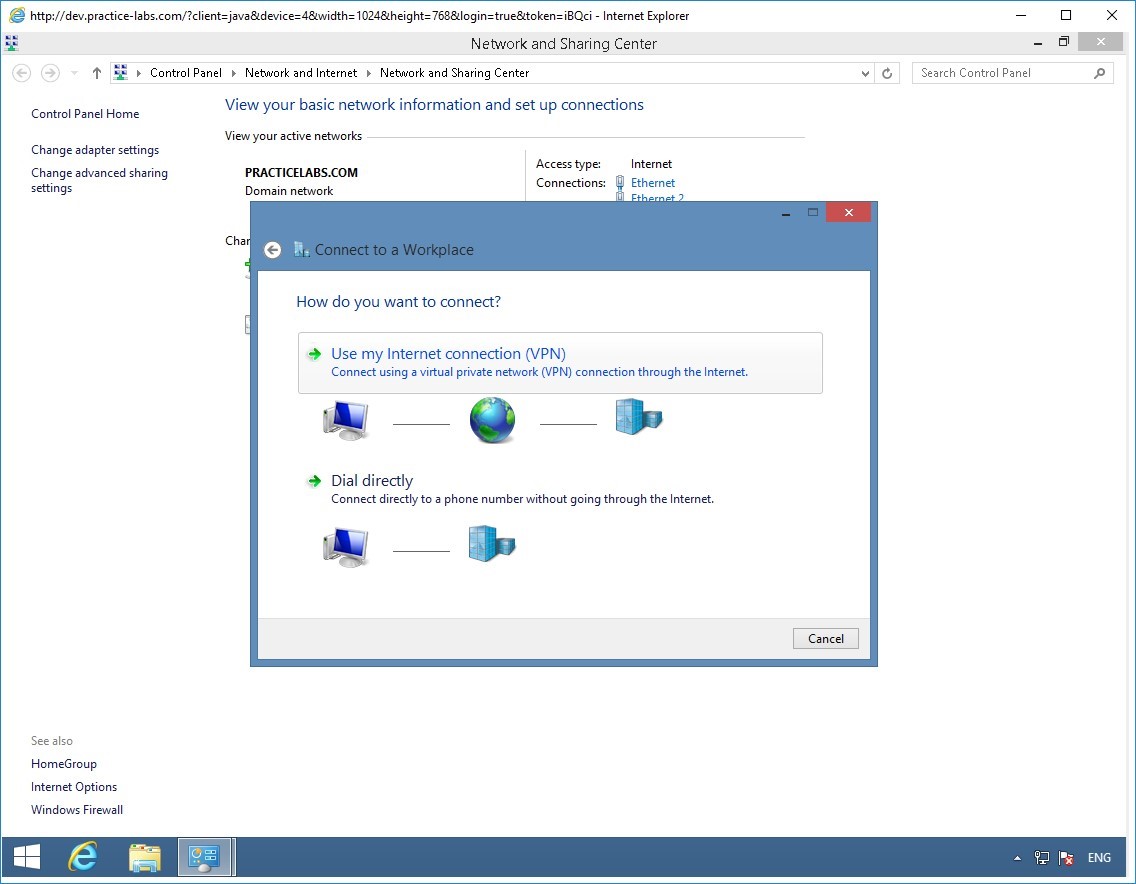 http://dev.practice-labs.com/?client=java&device=4&width=1024&height=768&login=true&token=iBQci - Internet Explorer
Network and Sharing Center
Control Panel Network and Internet Network and Sharing Center
Search Control Panel
Control Panel Home
Change adapter settings
Change advanced sharing
settings
View your basic network information and set up connections
View your active networks
PRACTICELABS.COM
Domain network
Access type: Internet
Connections: Ethernet
Ethernet 2
Chan
Connect to a Workplace
How do you want to connect?
Use my Internet connection (VPN)
Connect using a virtual private network (VPN) connection through the Internet.
Dial directly
Connect directly to a phone number without going through the Internet.
Cancel
See also
HomeGroup
Internet Options
Windows Firewall
ENG